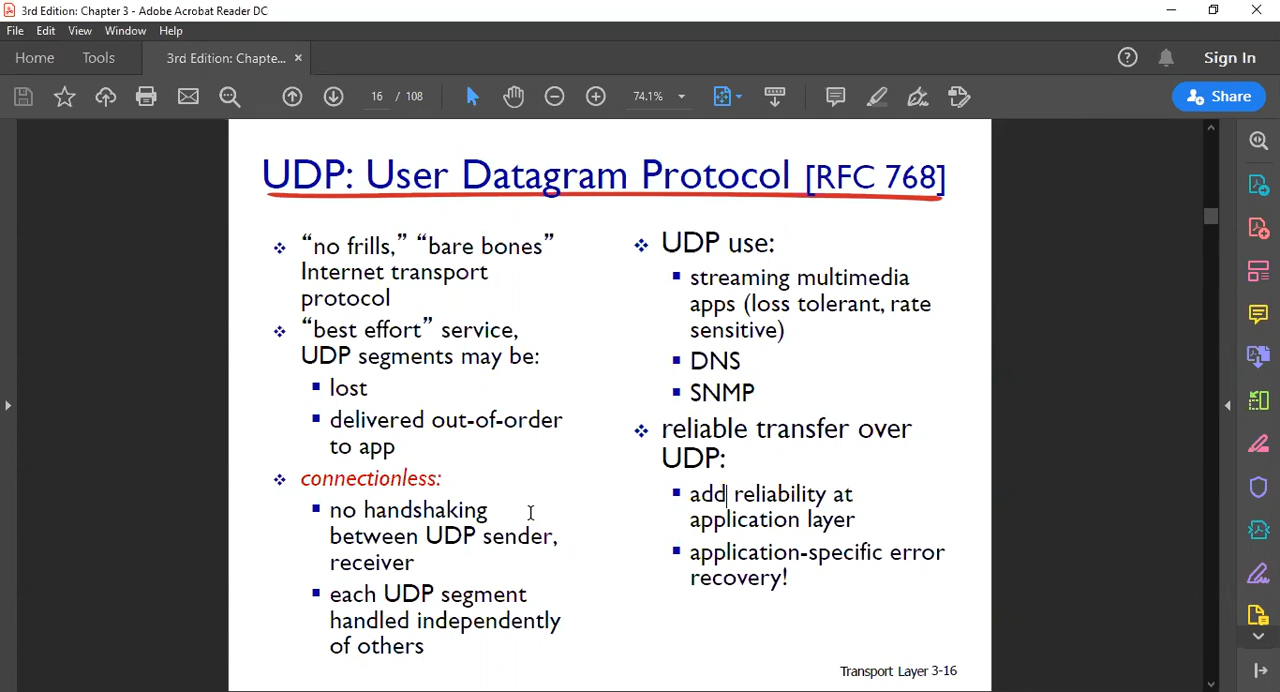 3rd Edition: Chapter 3 - Adobe Acrobat Reader DC
File Edit View Window Help
Home Tools 3rd Edition: Chapte... × Sign In
16 / 108 74.1% Share
UDP: User Datagram Protocol [RFC 768]
“no frills,” “bare bones”
Internet transport
protocol
“best effort” service,
UDP segments may be:
lost
delivered out-of-order
to app
connectionless:
no handshaking
between UDP sender,
receiver
each UDP segment
handled independently
of others
UDP use:
streaming multimedia
apps (loss tolerant, rate
sensitive)
DNS
SNMP
reliable transfer over
UDP:
add reliability at
application layer
application-specific error
recovery!
Transport Layer 3-16